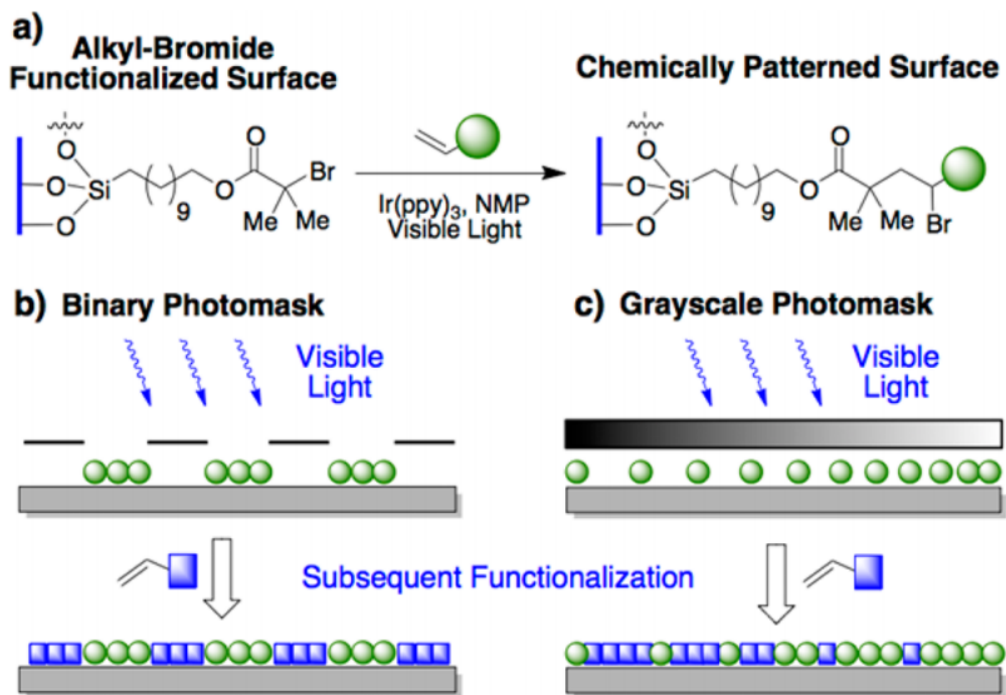 a)
Alkyl-Bromide
Functionalized Surface
Chemically Patterned Surface
O
O
Si
O
9
O
O
Br
Me Me
Ir(ppy)3, NMP
Visible Light
O
O
Si
O
9
O
O
Me Me Br
b) Binary Photomask
Visible
Light
c) Grayscale Photomask
Visible
Light
Subsequent Functionalization